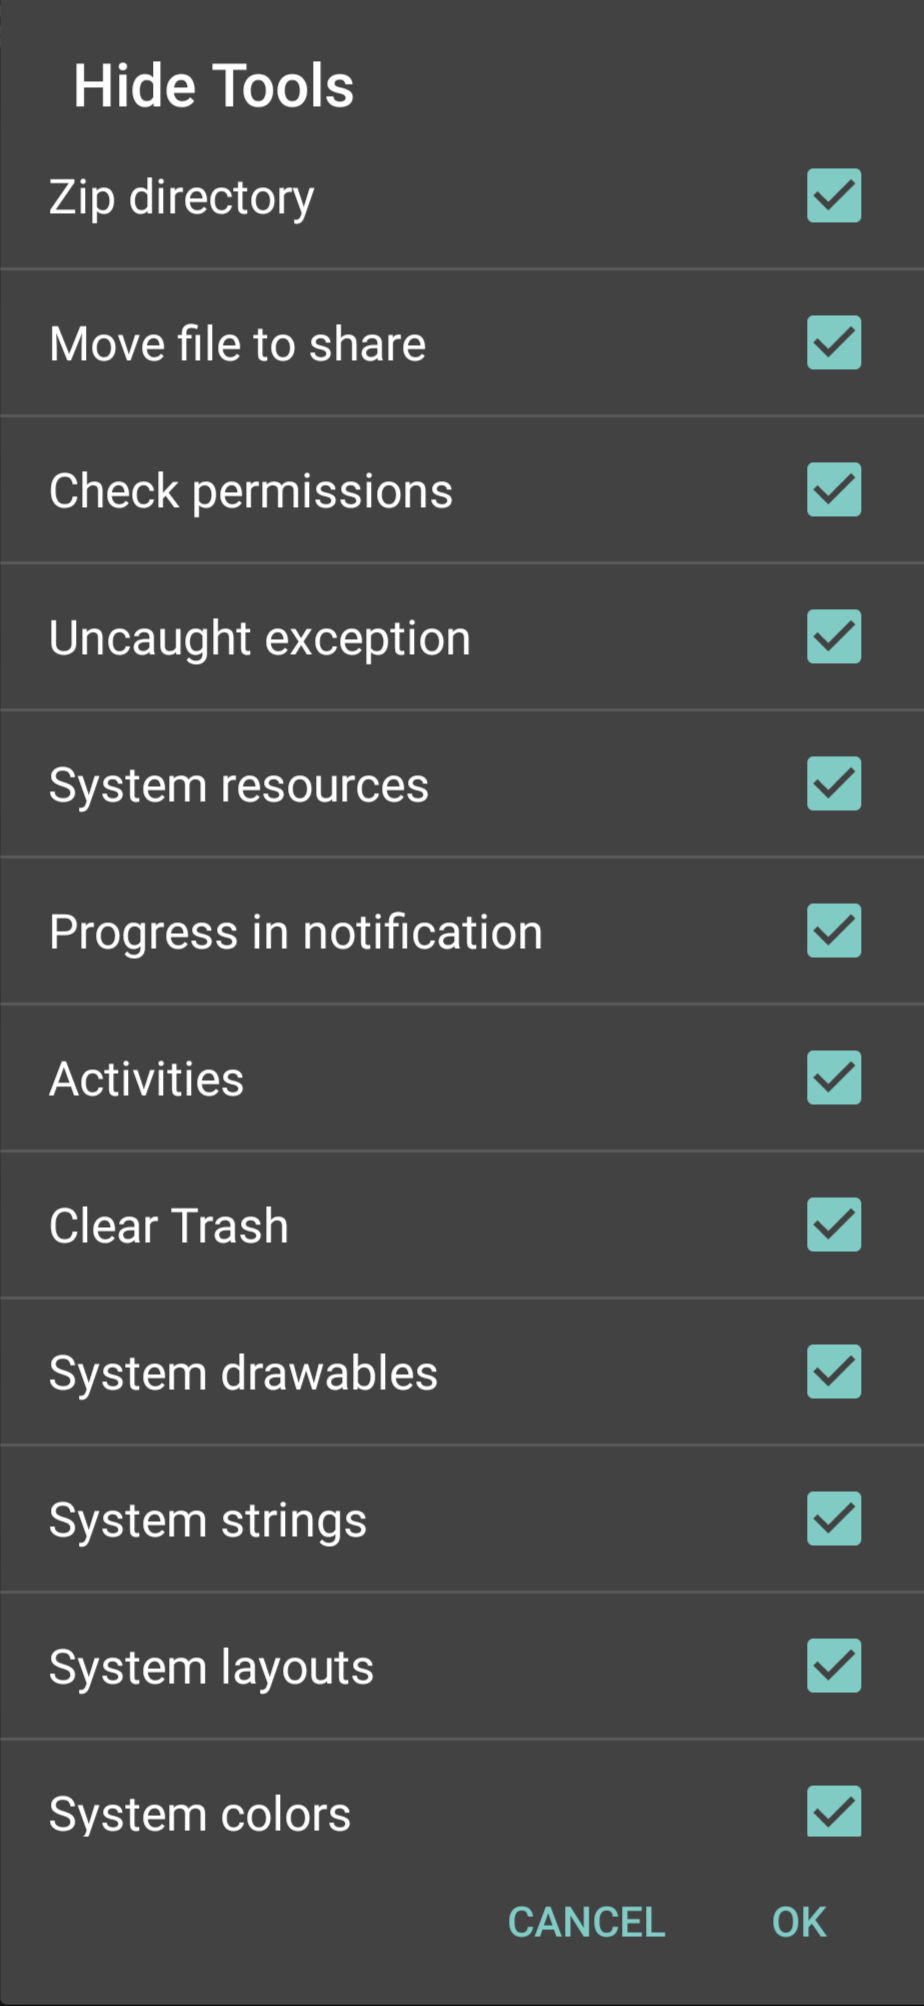 Hide Tools
Zip directory
Move file to share
Check permissions
Uncaught exception
System resources
Progress in notification
Activities
Clear Trash
System drawables
System strings
System layouts
System colors
CANCEL OK